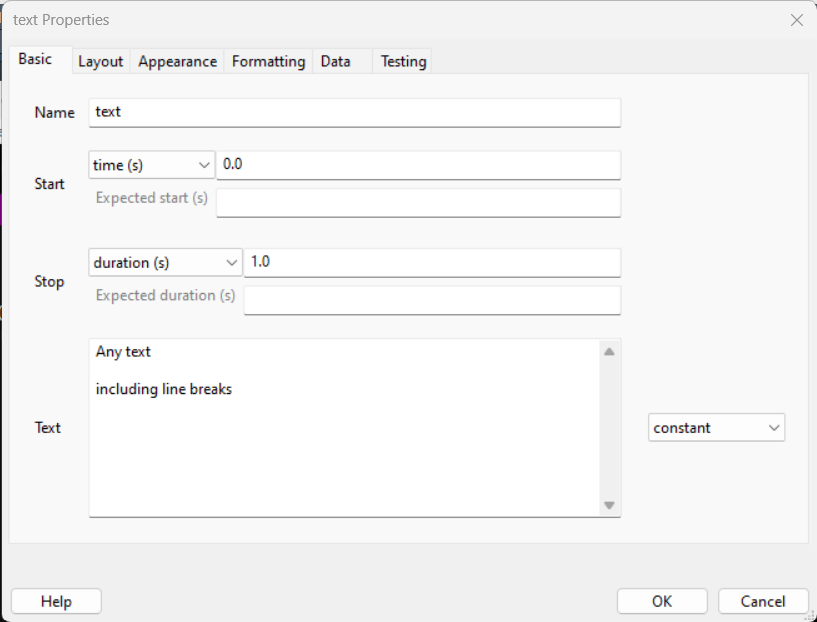 text Properties
Basic Layout Appearance Formatting Data Testing
Name text
Start time (s) 0.0
Expected start (s)
Stop duration (s) 1.0
Expected duration (s)
Text Any text
including line breaks
constant
Help OK Cancel